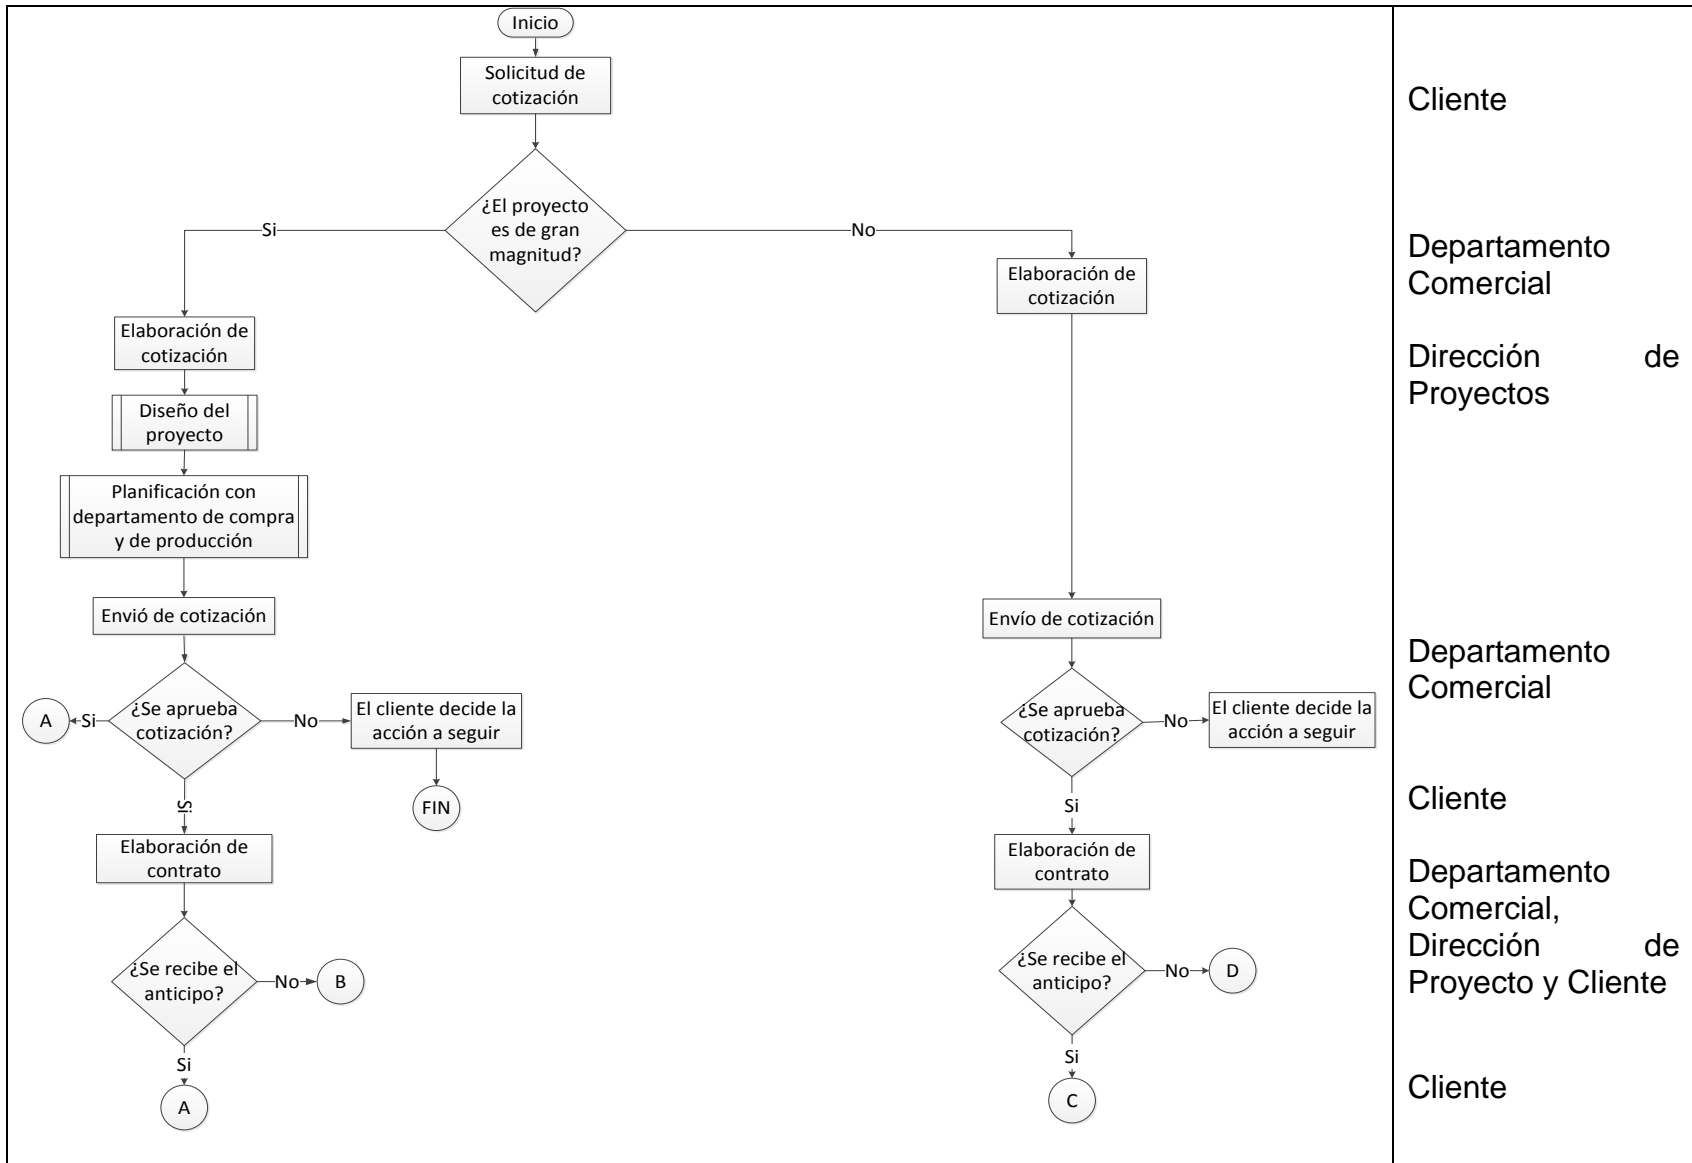 Inicio
Solicitud de
cotización
¿El proyecto
es de gran
magnitud?
Si
No
Elaboración de
cotización
Elaboración de
cotización
Diseño del
proyecto
Planificación con
departamento de compra
y de producción
Envió de cotización
Envío de cotización
A
Si
¿Se aprueba
cotización?
No
El cliente decide la
acción a seguir
FIN
¿Se aprueba
cotización?
No
El cliente decide la
acción a seguir
Si
Elaboración de
contrato
Si
Elaboración de
contrato
¿Se recibe el
anticipo?
No
B
Si
A
¿Se recibe el
anticipo?
No
D
Si
C
Cliente
Departamento
Comercial
Dirección de
Proyectos
Departamento
Comercial
Cliente
Departamento
Comercial,
Dirección de
Proyecto y Cliente
Cliente